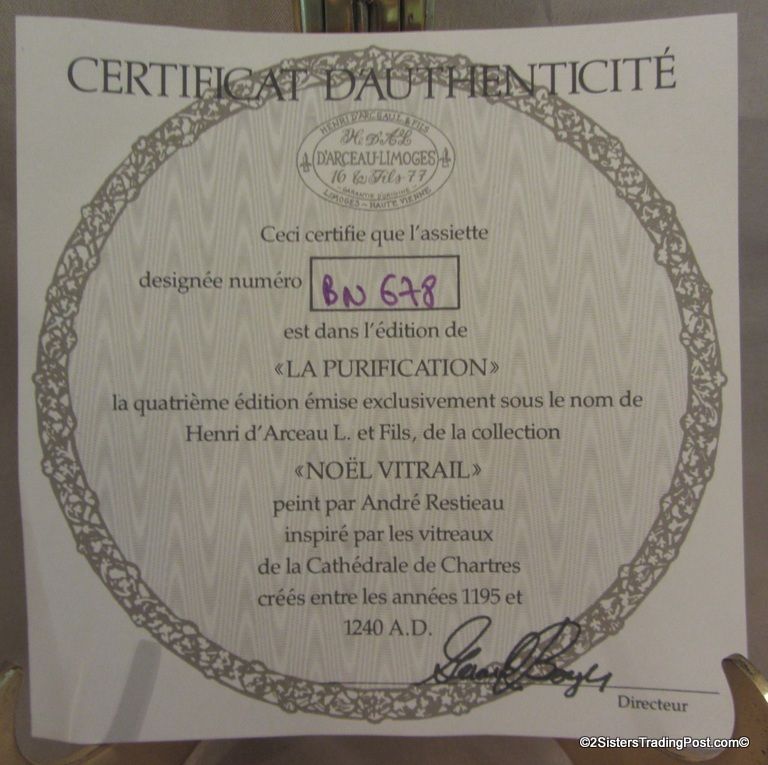 CERTIFICAT D'AUTHENTICITÉ
HENRI D'ARCEAU L. & FILS
H. D'A.L
D'ARCEAU-LIMOGES
16 & Fils 77
GARANTIE D'ORIGINE
LIMOGES - HAUTE VIENNE
Ceci certifie que l'assiette
designée numéro BN 678
est dans l'édition de
«LA PURIFICATION»
la quatrième édition émise exclusivement sous le nom de
Henri d'Arceau L. et Fils, de la collection
«NOËL VITRAIL»
peint par André Restieau
inspiré par les vitreaux
de la Cathédrale de Chartres
créés entre les années 1195 et
1240 A.D.
Directeur
©2SistersTradingPost.com©